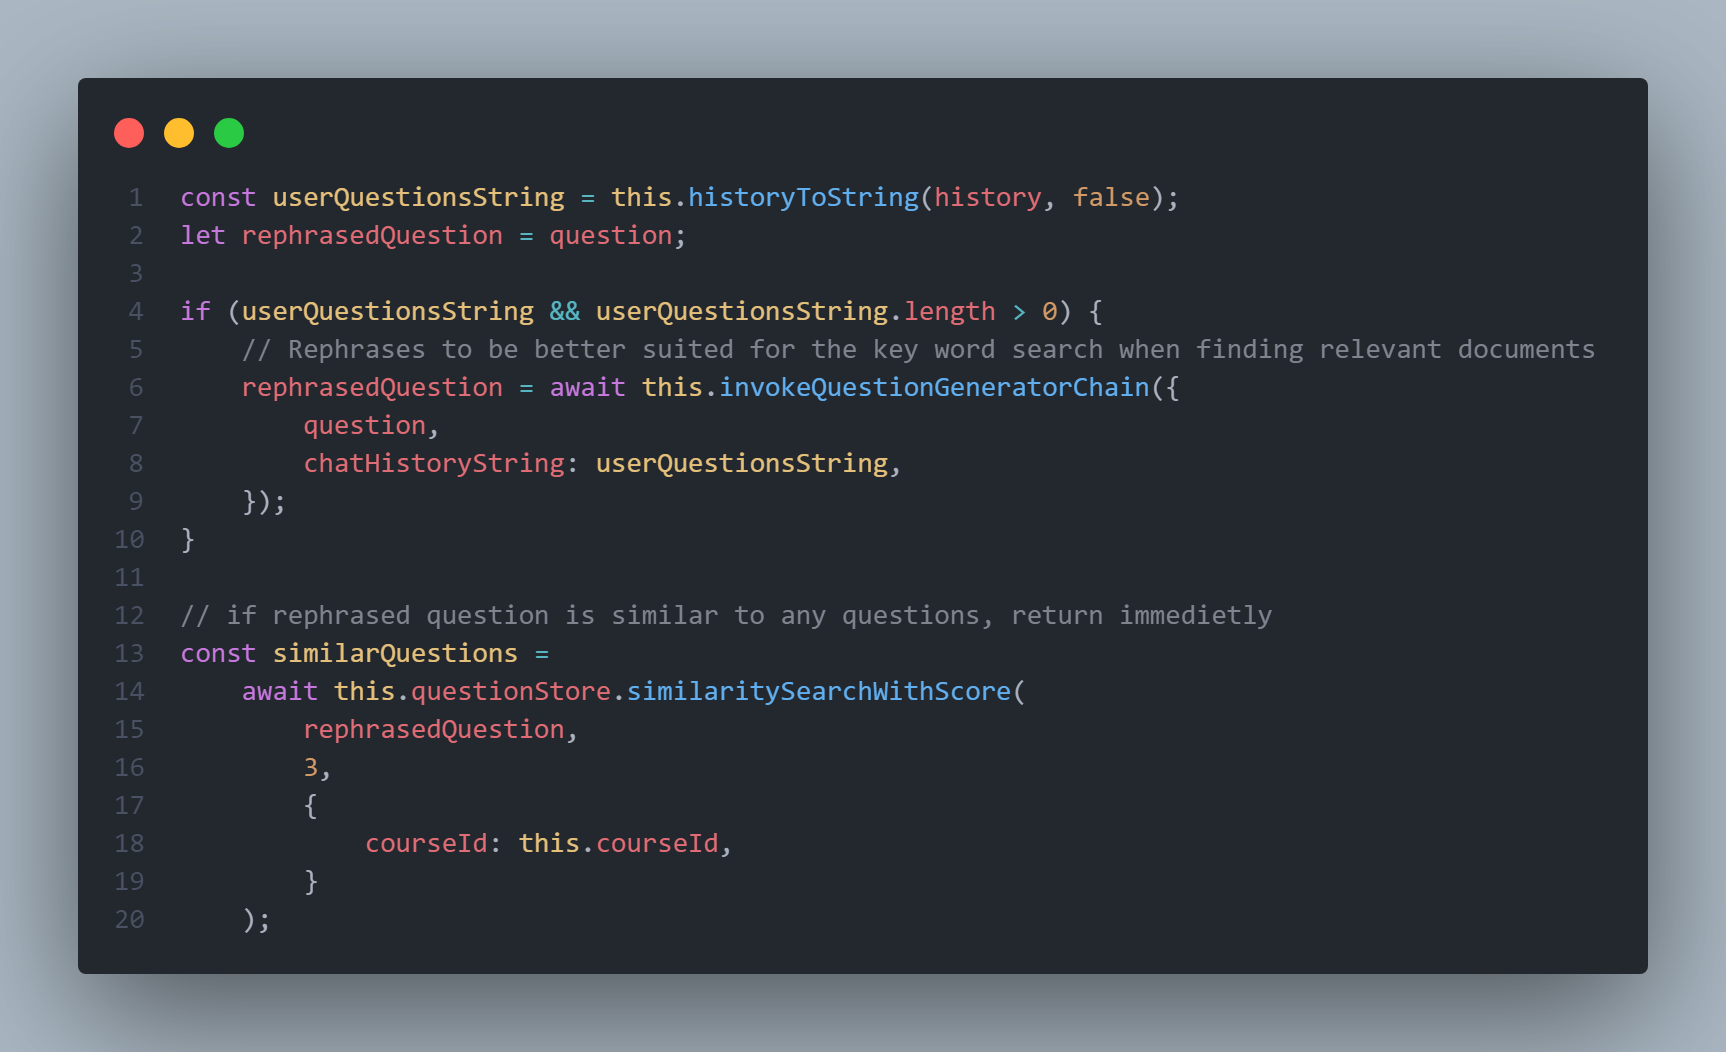 1 const userQuestionsString = this.historyToString(history, false);
2 let rephrasedQuestion = question;
3
4 if (userQuestionsString && userQuestionsString.length > 0) {
5     // Rephrases to be better suited for the key word search when finding relevant documents
6     rephrasedQuestion = await this.invokeQuestionGeneratorChain({
7         question,
8         chatHistoryString: userQuestionsString,
9     });
10 }
11
12 // if rephrased question is similar to any questions, return immedietly
13 const similarQuestions =
14     await this.questionStore.similaritySearchWithScore(
15         rephrasedQuestion,
16         3,
17         {
18             courseId: this.courseId,
19         }
20     );